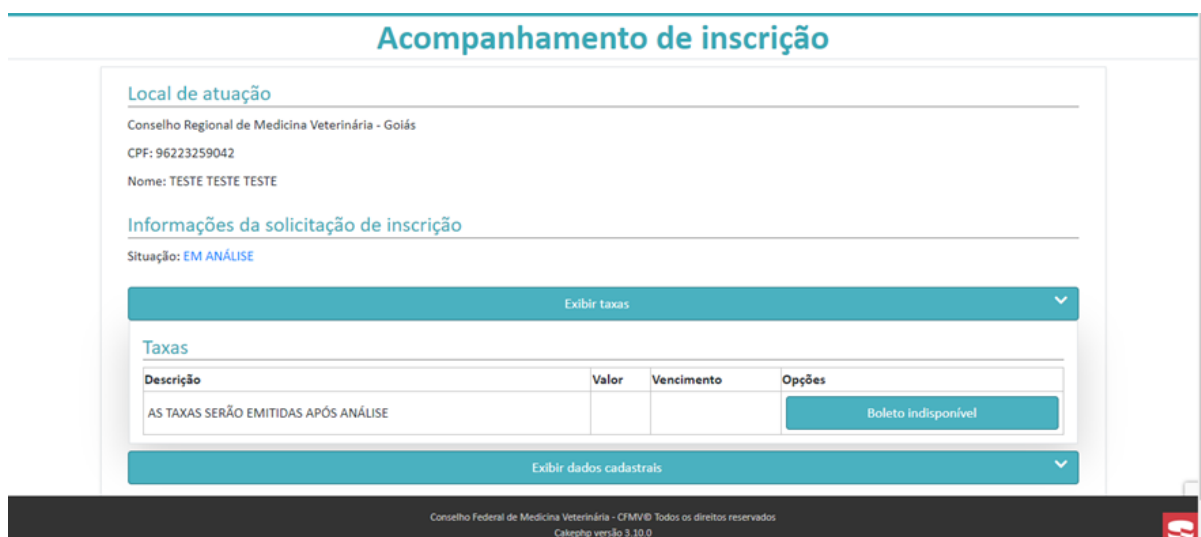 Acompanhamento de inscrição
Local de atuação
Conselho Regional de Medicina Veterinária - Goiás
CPF: 96223259042
Nome: TESTE TESTE TESTE
Informações da solicitação de inscrição
Situação: EM ANÁLISE
Exibir taxas
Taxas
Descrição Valor Vencimento Opções
AS TAXAS SERÃO EMITIDAS APÓS ANÁLISE Boleto indisponível
Exibir dados cadastrais
Conselho Federal de Medicina Veterinária - CFMV© Todos os direitos reservados
Cakephp versão 3.10.0